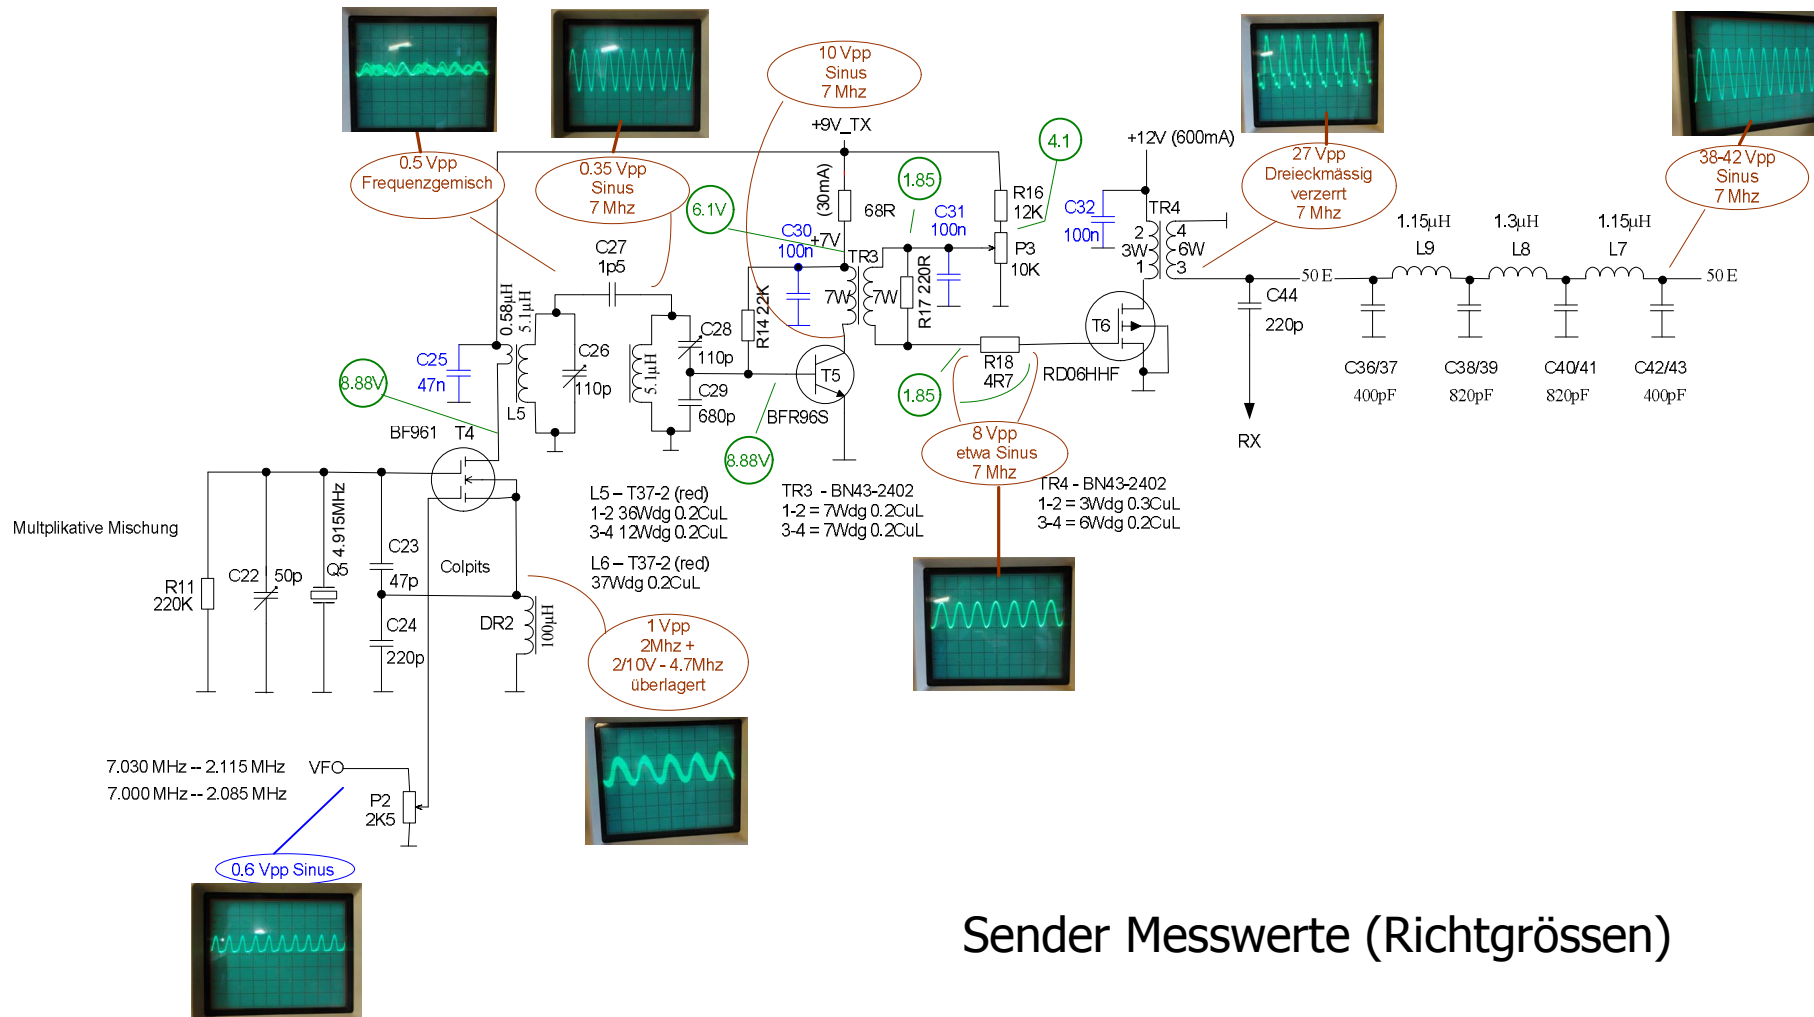 10 Vpp
Sinus
7 Mhz
+9V_TX
4.1
+12V (600mA)
0.5 Vpp
Frequenzgemisch
0.35 Vpp
Sinus
7 Mhz
27 Vpp
Dreieckmässig
verzerrt
7 Mhz
38-42 Vpp
Sinus
7 Mhz
(30mA)
68R
6.1V
+7V
C30
100n
1.85
C31
100n
R16
12K
P3
10K
C32
100n
TR4
2
3W
1
4
6W
3
1.15µH
L9
1.3µH
L8
1.15µH
L7
50 E
50 E
C27
1p5
TR3
7W
7W
R17 220R
R14 22K
C44
220p
0.58µH
5.1µH
C25
47n
L5
C26
110p
5.1µH
C28
110p
C29
680p
T5
BFR96S
8.88V
8.88V
1.85
R18
4R7
T6
RD06HHF
RX
C36/37
400pF
C38/39
820pF
C40/41
820pF
C42/43
400pF
BF961
T4
8 Vpp
etwa Sinus
7 Mhz
L5 – T37-2 (red)
1-2 36Wdg 0.2CuL
3-4 12Wdg 0.2CuL
L6 – T37-2 (red)
37Wdg 0.2CuL
TR3 - BN43-2402
1-2 = 7Wdg 0.2CuL
3-4 = 7Wdg 0.2CuL
TR4 - BN43-2402
1-2 = 3Wdg 0.3CuL
3-4 = 6Wdg 0.2CuL
Multplikative Mischung
R11
220K
C22
50p
Q5 4.915MHz
C23
47p
Colpits
C24
220p
DR2
100µH
1 Vpp
2Mhz +
2/10V - 4.7Mhz
überlagert
7.030 MHz -- 2.115 MHz
7.000 MHz -- 2.085 MHz
VFO
P2
2K5
0.6 Vpp Sinus
Sender Messwerte (Richtgrössen)